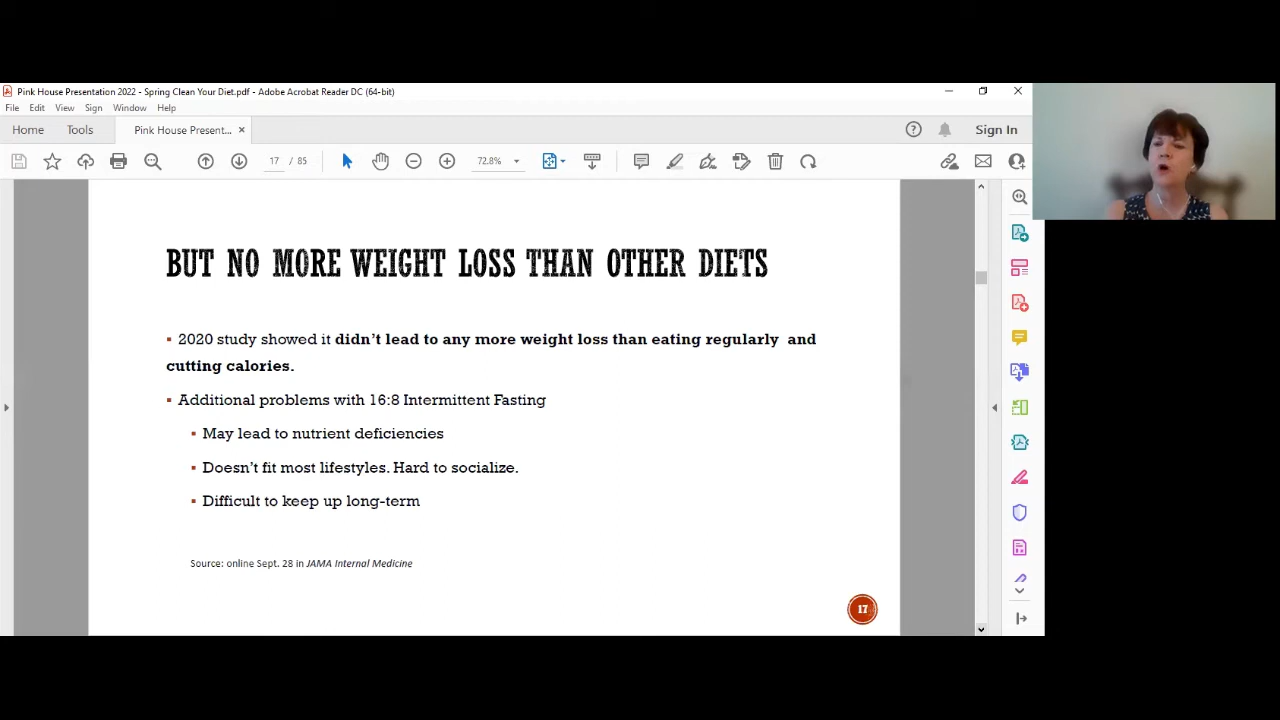 Pink House Presentation 2022 - Spring Clean Your Diet.pdf - Adobe Acrobat Reader DC (64-bit)
File Edit View Sign Window Help
Home Tools Pink House Present... Sign In
17 / 85 72.8%
BUT NO MORE WEIGHT LOSS THAN OTHER DIETS
▪ 2020 study showed it didn't lead to any more weight loss than eating regularly and
cutting calories.
▪ Additional problems with 16:8 Intermittent Fasting
▪ May lead to nutrient deficiencies
▪ Doesn't fit most lifestyles. Hard to socialize.
▪ Difficult to keep up long-term
Source: online Sept. 28 in JAMA Internal Medicine
17